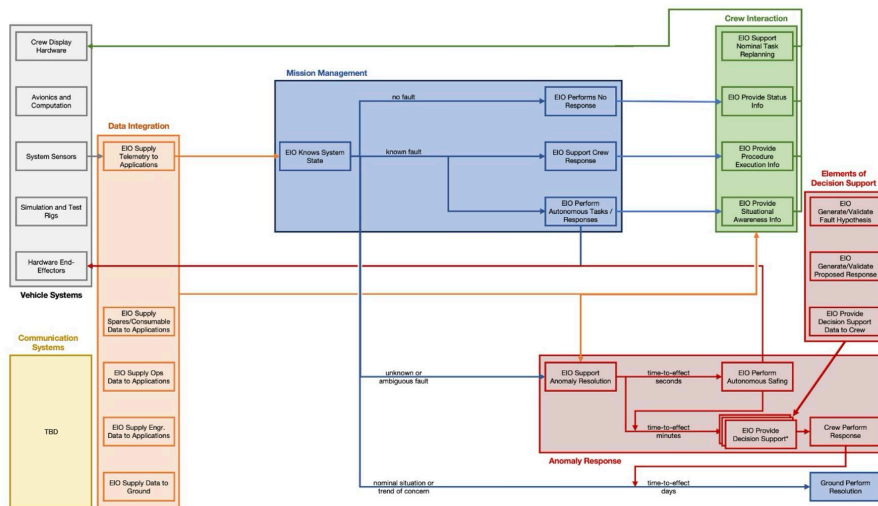 Crew Interaction
Crew Display
Hardware
EIO Support
Nominal Task
Replanning
Mission Management
Avionics and
Computation
no fault
EIO Performs No
Response
EIO Provide Status
Info
Data Integration
System Sensors
EIO Supply
Telemetry to
Applications
EIO Knows System
State
known fault
EIO Support Crew
Response
EIO Provide
Procedure
Execution Info
Elements of
Decision Support
Simulation and Test
Rigs
EIO Perform
Autonomous Tasks /
Responses
EIO Provide
Situational
Awareness Info
EIO
Generate/Validate
Fault Hypothesis
Hardware End-
Effectors
EIO
Generate/Validate
Proposed Response
Vehicle Systems
EIO Supply
Spares/Consumable
Data to Applications
EIO Provide
Decision Support
Data to Crew
Communication
Systems
EIO Supply Ops
Data to Applications
unknown or
ambiguous fault
EIO Support
Anomaly Resolution
time-to-effect
seconds
EIO Perform
Autonomous Safing
TBD
EIO Supply Engr.
Data to Applications
time-to-effect
minutes
EIO Provide
Decision Support*
Crew Perform
Response
Anomaly Response
EIO Supply Data to
Ground
nominal situation or
trend of concern
time-to-effect
days
Ground Perform
Resolution